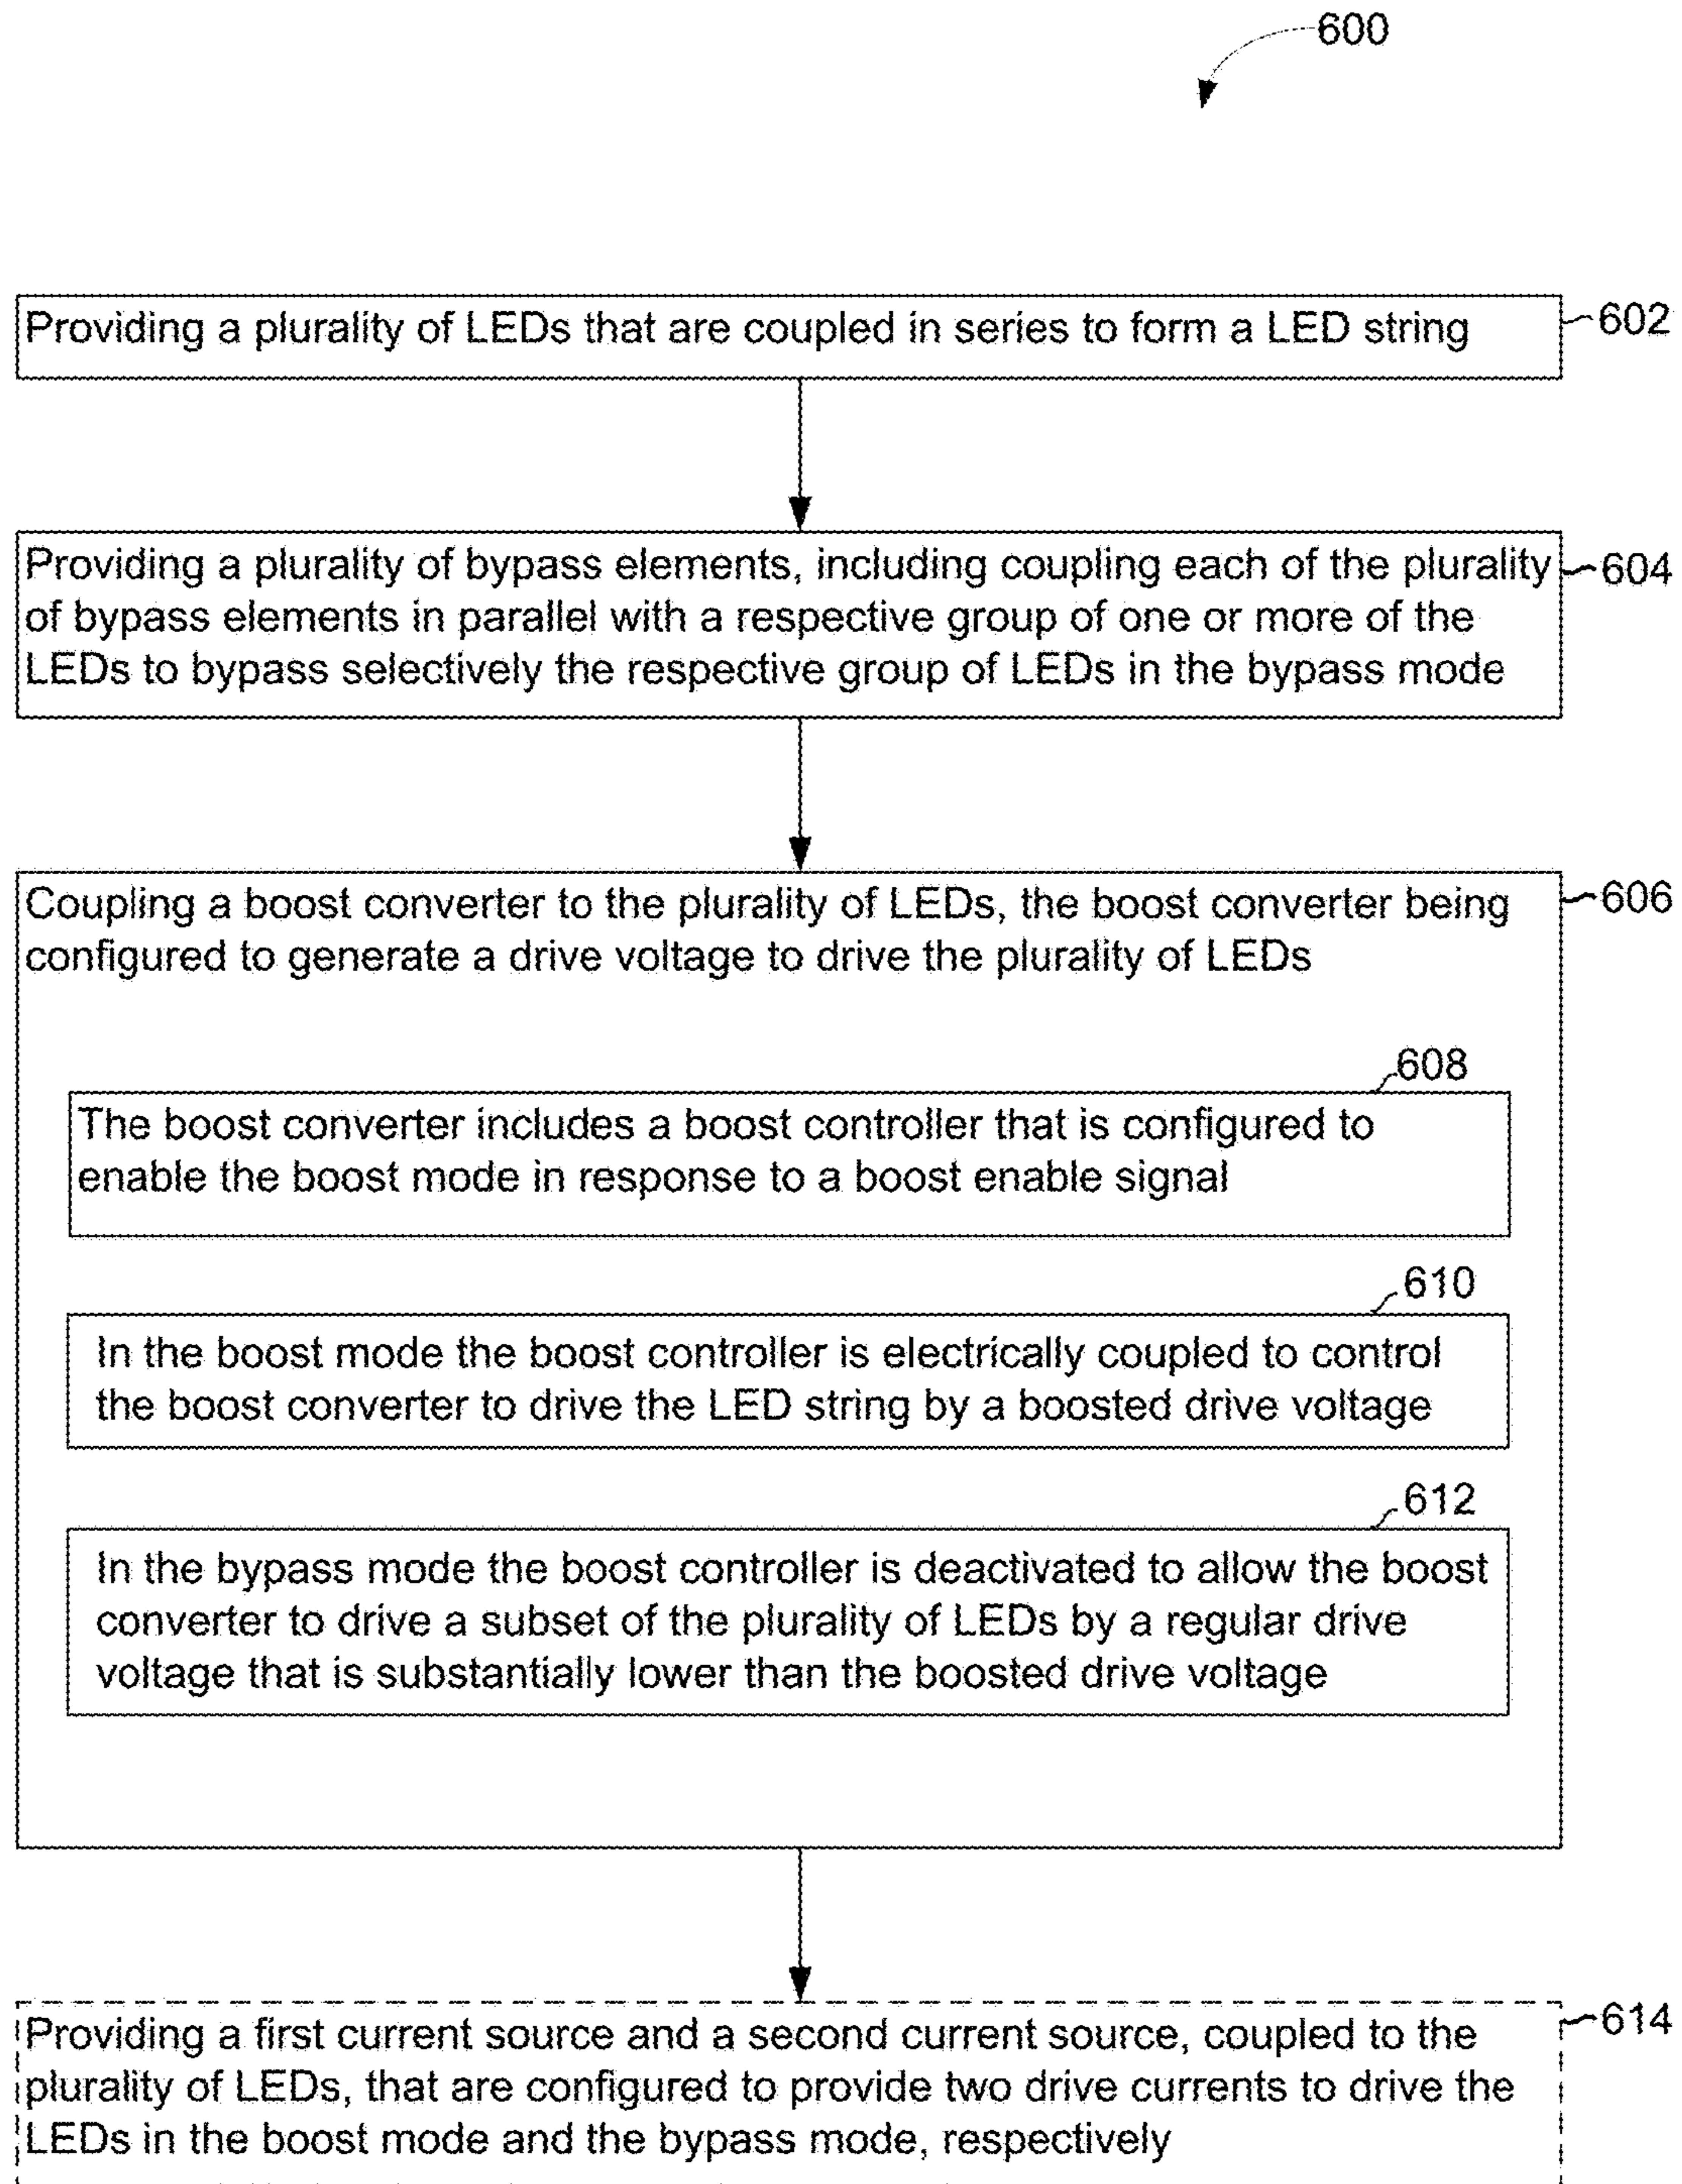 600
Providing a plurality of LEDs that are coupled in series to form a LED string
602
Providing a plurality of bypass elements, including coupling each of the plurality
of bypass elements in parallel with a respective group of one or more of the
LEDs to bypass selectively the respective group of LEDs in the bypass mode
604
Coupling a boost converter to the plurality of LEDs, the boost converter being
configured to generate a drive voltage to drive the plurality of LEDs
606
608
The boost converter includes a boost controller that is configured to
enable the boost mode in response to a boost enable signal
610
In the boost mode the boost controller is electrically coupled to control
the boost converter to drive the LED string by a boosted drive voltage
612
In the bypass mode the boost controller is deactivated to allow the boost
converter to drive a subset of the plurality of LEDs by a regular drive
voltage that is substantially lower than the boosted drive voltage
Providing a first current source and a second current source, coupled to the
plurality of LEDs, that are configured to provide two drive currents to drive the
LEDs in the boost mode and the bypass mode, respectively
614